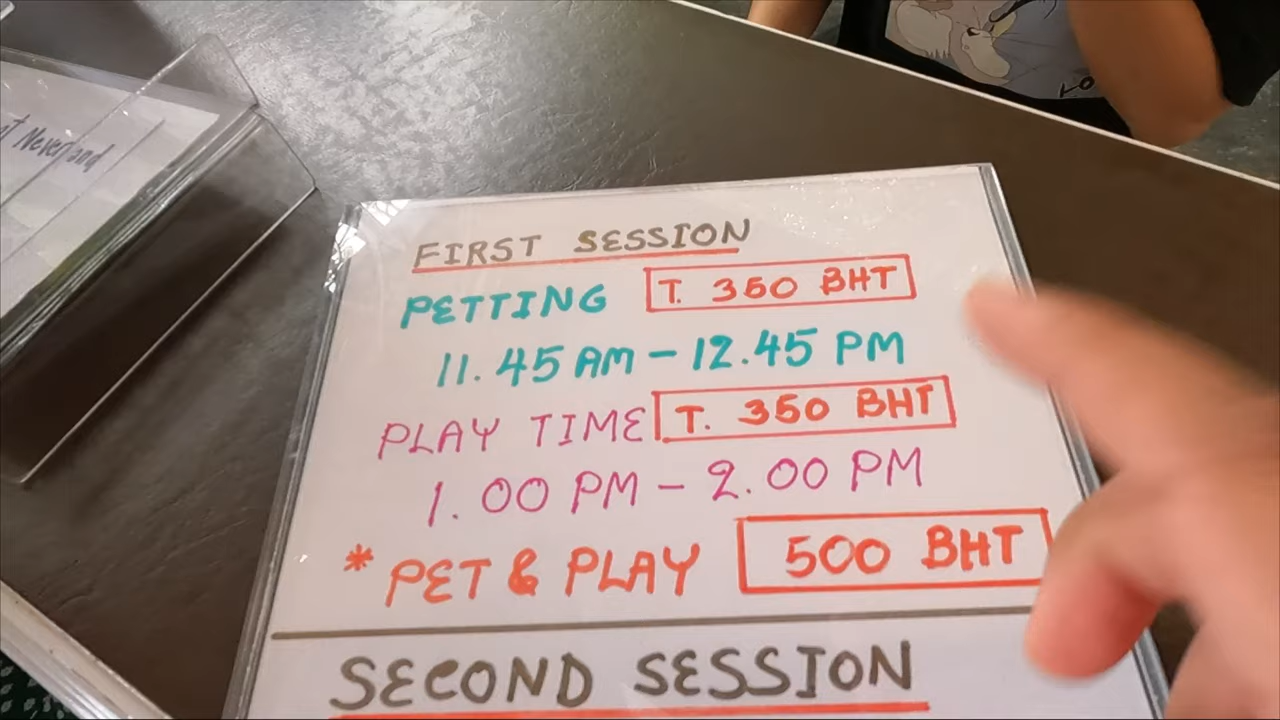 Neverland
FIRST SESSION
PETTING T. 350 BHT
11.45 AM - 12.45 PM
PLAY TIME T. 350 BHT
1.00 PM - 2.00 PM
* PET & PLAY 500 BHT
SECOND SESSION